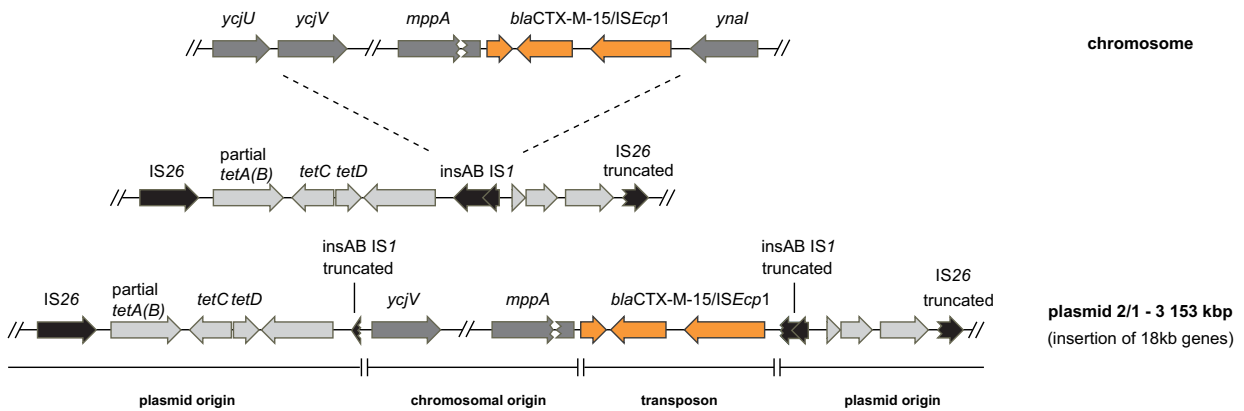 ycjU ycjV mppA blaCTX-M-15/ISEcp1 ynaI
chromosome
IS26 partial tetA(B) tetC tetD insAB IS1 IS26 truncated
insAB IS1 truncated insAB IS1 truncated
IS26 partial tetA(B) tetC tetD ycjV mppA blaCTX-M-15/ISEcp1 IS26 truncated
plasmid 2/1 - 3 153 kbp
(insertion of 18kb genes)
plasmid origin chromosomal origin transposon plasmid origin